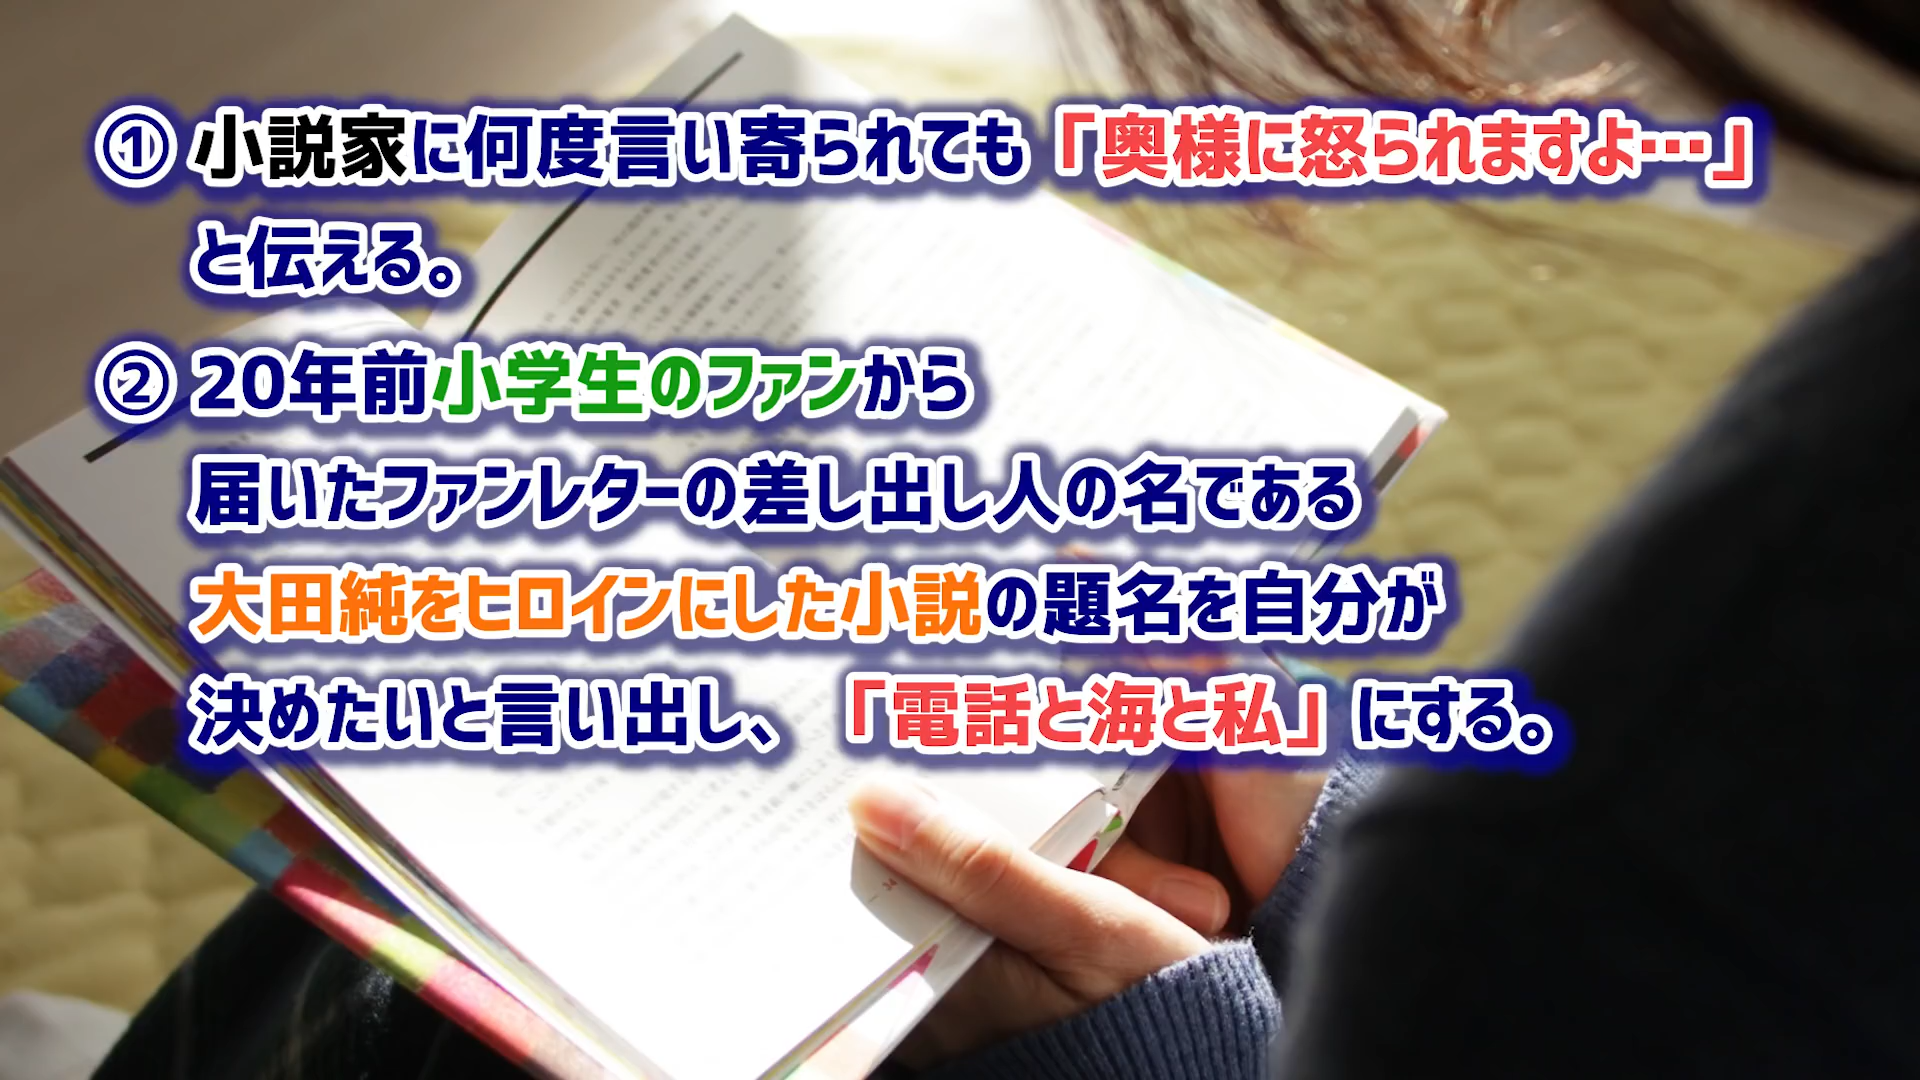 ① 小説家に何度言い寄られても「奥様に怒られますよ…」
と伝える。
② 20年前小学生のファンから
届いたファンレターの差し出し人の名である
大田純をヒロインにした小説の題名を自分が
決めたいと言い出し、「電話と海と私」にする。
34